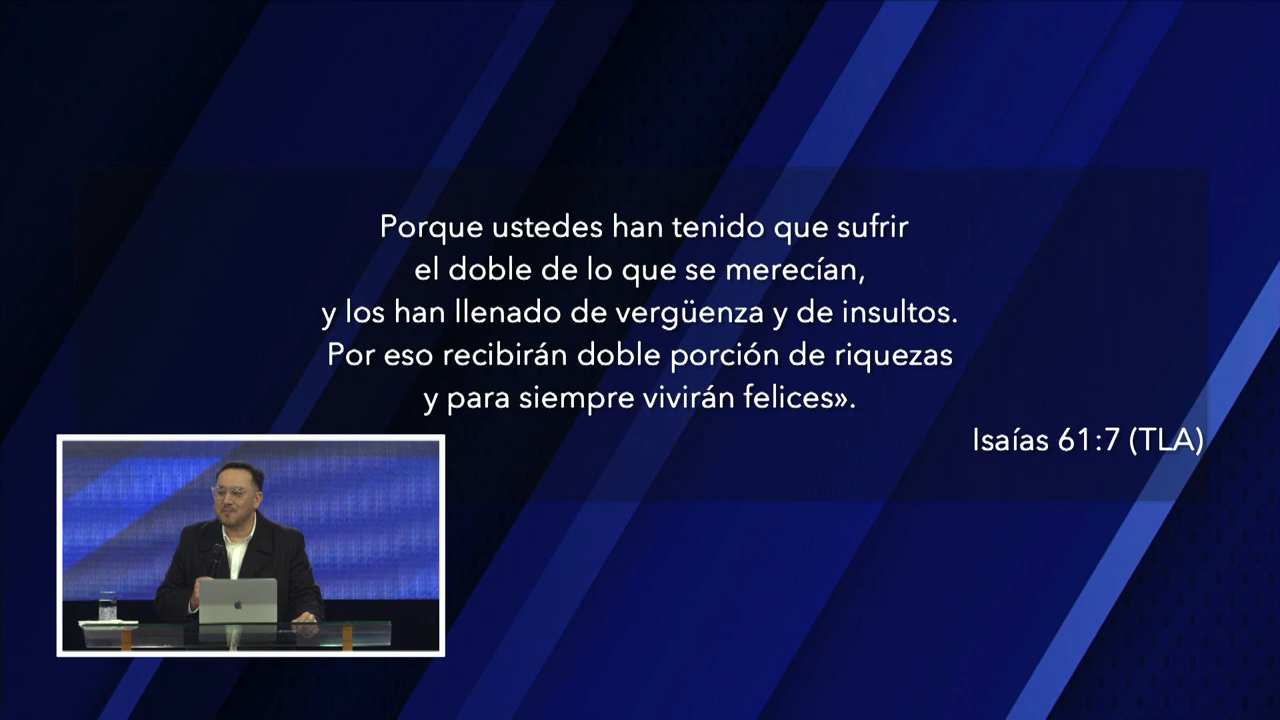 Porque ustedes han tenido que sufrir
el doble de lo que se merecían,
y los han llenado de vergüenza y de insultos.
Por eso recibirán doble porción de riquezas
y para siempre vivirán felices».
Isaías 61:7 (TLA)